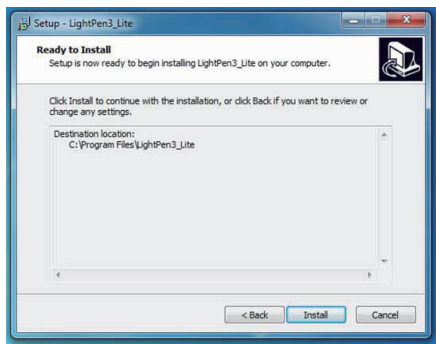 Setup - LightPen3_Lite
Ready to Install
Setup is now ready to begin installing LightPen3_Lite on your computer.
Click Install to continue with the installation, or click Back if you want to review or
change any settings.
Destination location:
C:\Program Files\LightPen3_Lite
< Back
Install
Cancel